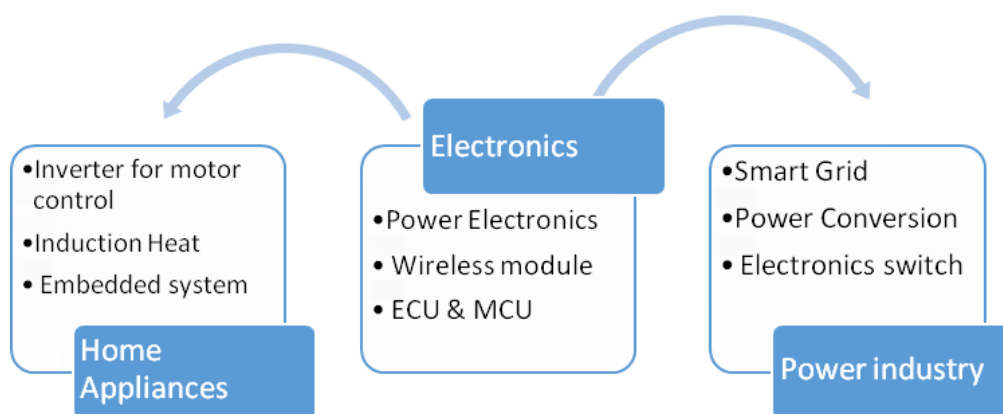 •Inverter for motor
control
•Induction Heat
• Embedded system
Home
Appliances
Electronics
•Power Electronics
• Wireless module
• ECU & MCU
•Smart Grid
•Power Conversion
• Electronics switch
Power industry